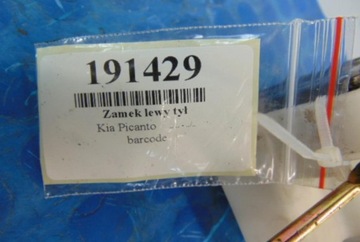 191429
Zamek lewy tył
Kia Picanto
barcode